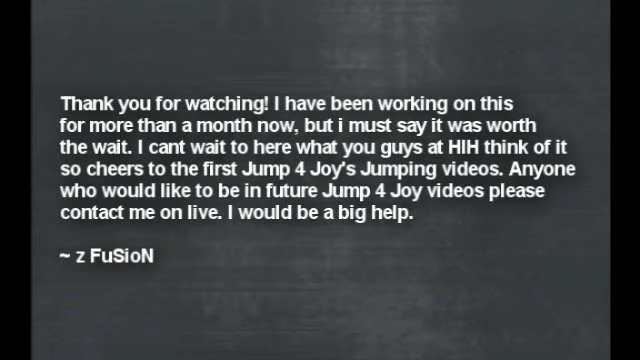 Thank you for watching! I have been working on this
for more than a month now, but i must say it was worth
the wait. I cant wait to here what you guys at HIH think of it
so cheers to the first Jump 4 Joy's Jumping videos. Anyone
who would like to be in future Jump 4 Joy videos please
contact me on live. I would be a big help.
~ z FuSioN